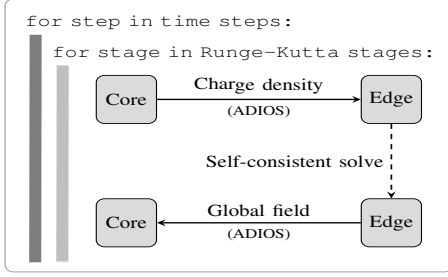 for step in time steps:
for stage in Runge-Kutta stages:
Core
Charge density
(ADIOS)
Edge
Self-consistent solve
Core
Global field
(ADIOS)
Edge